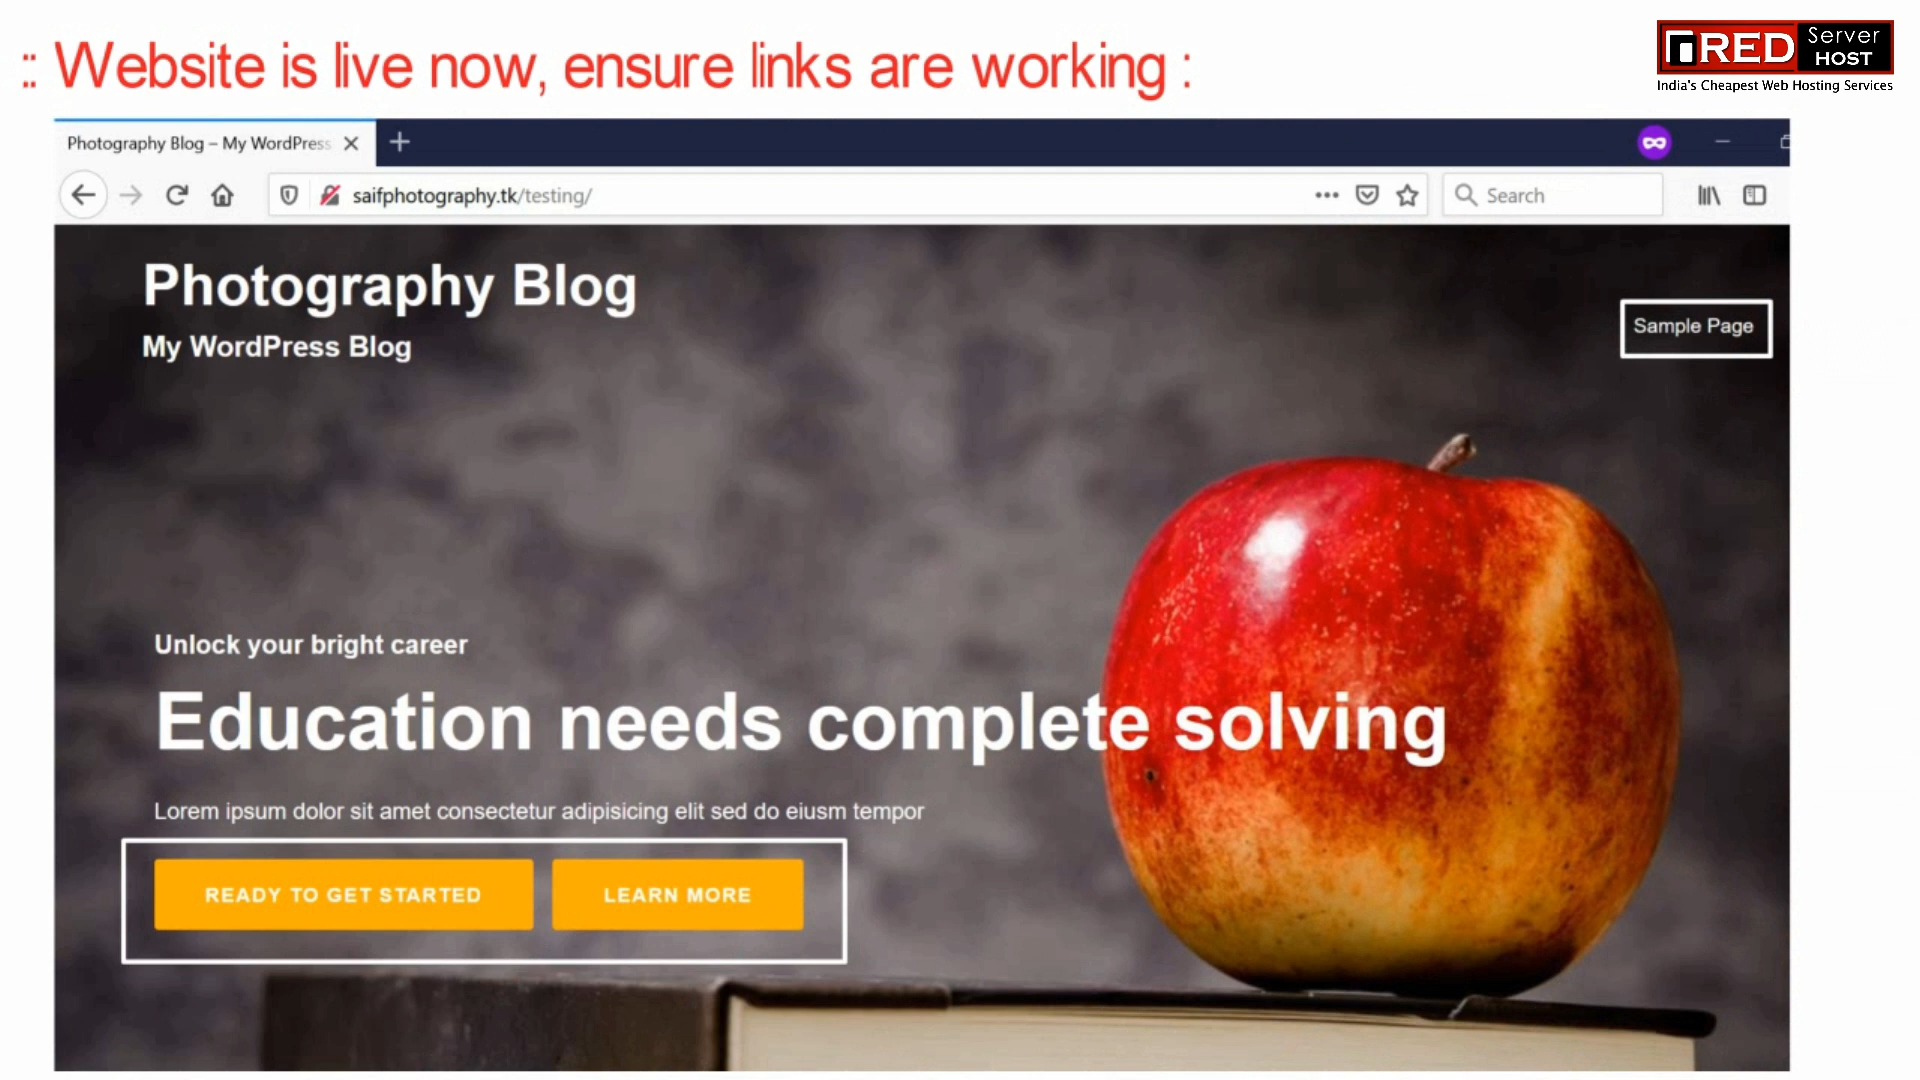 :: Website is live now, ensure links are working :
RED Server HOST
India's Cheapest Web Hosting Services
Photography Blog – My WordPress
saifphotography.tk/testing/
Search
Photography Blog
My WordPress Blog
Sample Page
Unlock your bright career
Education needs complete solving
Lorem ipsum dolor sit amet consectetur adipisicing elit sed do eiusm tempor
READY TO GET STARTED
LEARN MORE